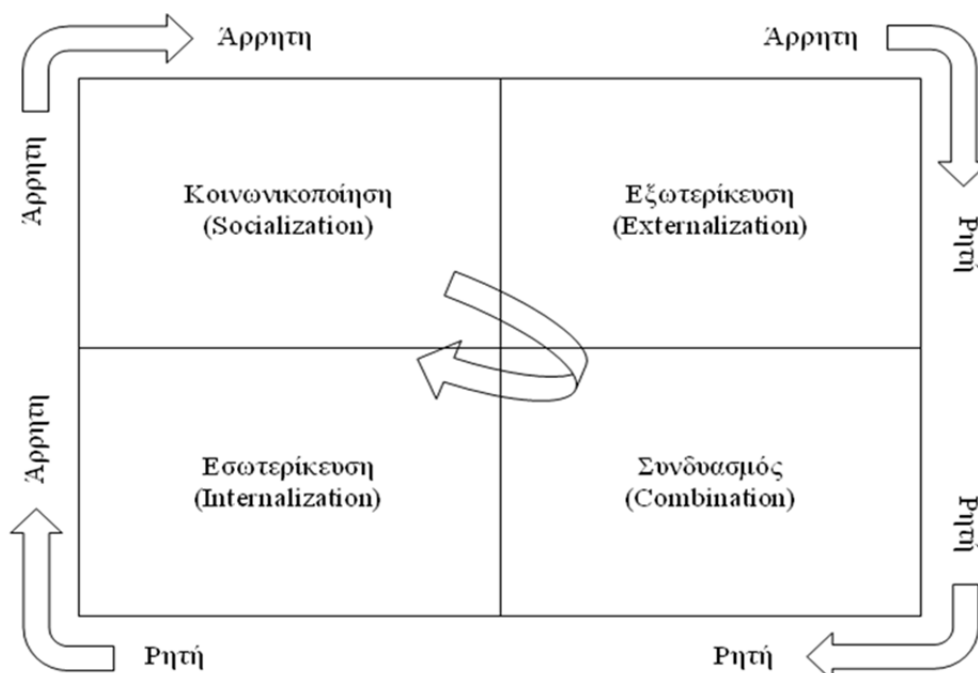 Άρρητη
Άρρητη
Άρρητη
Ρητή
Κοινωνικοποίηση
(Socialization)
Εξωτερίκευση
(Externalization)
Άρρητη
Ρητή
Εσωτερίκευση
(Internalization)
Συνδυασμός
(Combination)
Ρητή
Ρητή